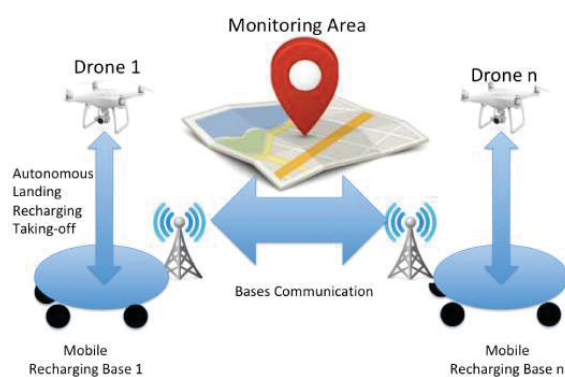 Monitoring Area
Drone 1
Drone n
Autonomous
Landing
Recharging
Taking-off
Bases Communication
Mobile
Recharging Base 1
Mobile
Recharging Base n